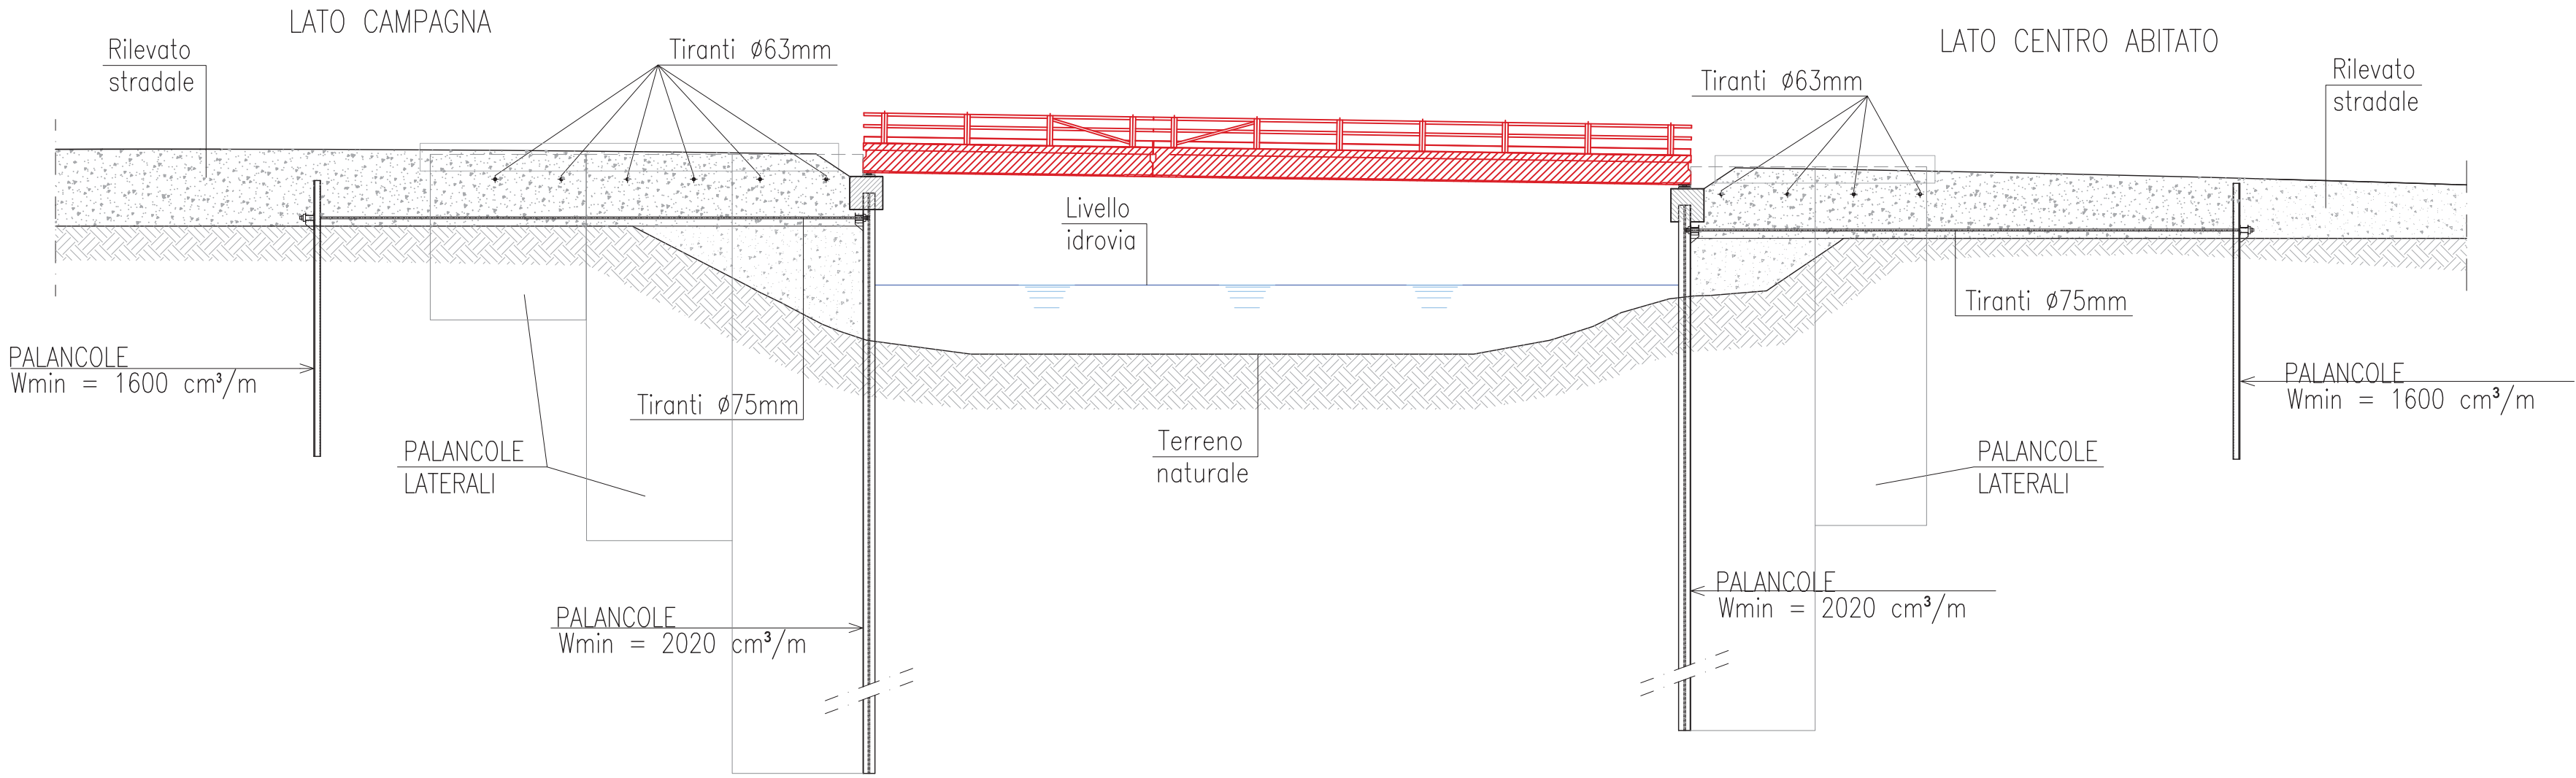 LATO CAMPAGNA
LATO CENTRO ABITATO
Rilevato
stradale
Tiranti Ø63mm
Tiranti Ø63mm
Rilevato
stradale
Livello
idrovia
Tiranti Ø75mm
PALANCOLE
Wmin = 1600 cm³/m
Tiranti Ø75mm
PALANCOLE
Wmin = 1600 cm³/m
Terreno
naturale
PALANCOLE
LATERALI
PALANCOLE
LATERALI
PALANCOLE
Wmin = 2020 cm³/m
PALANCOLE
Wmin = 2020 cm³/m